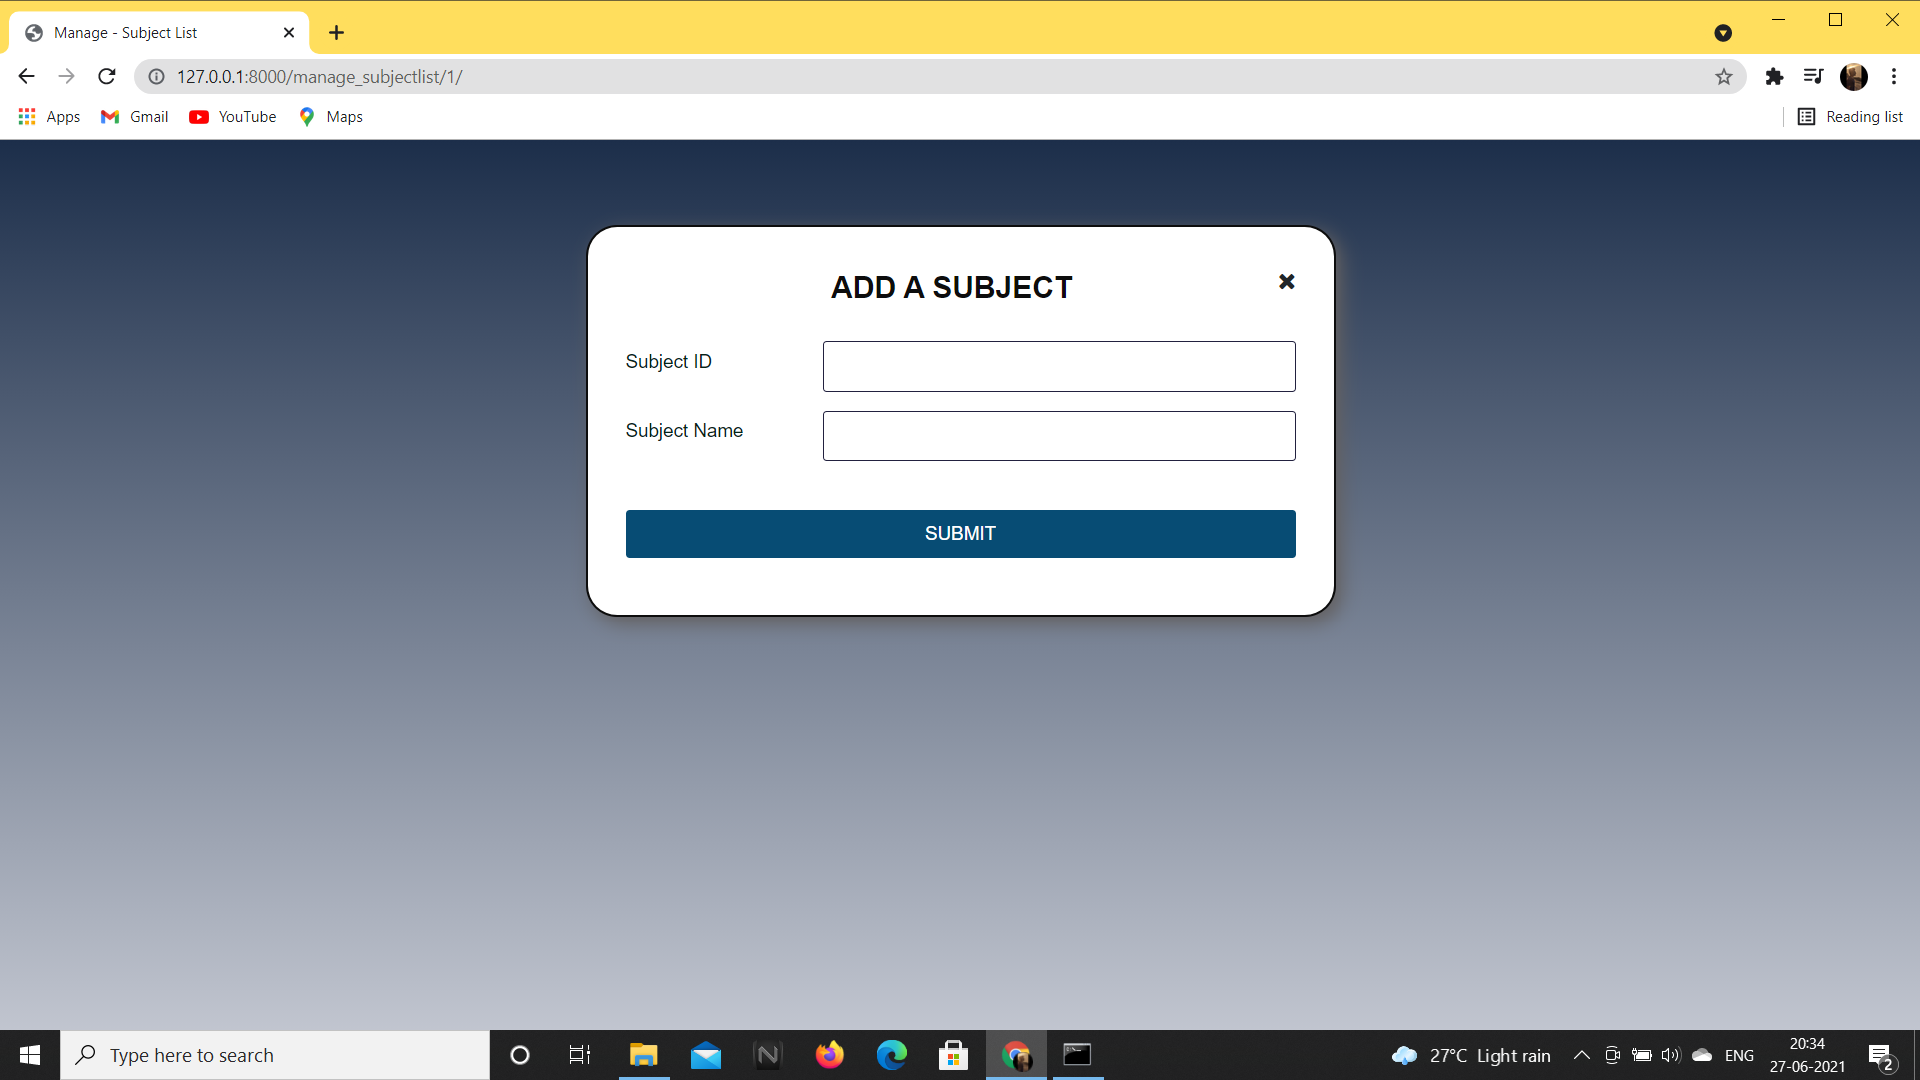 Manage - Subject List
127.0.0.1:8000/manage_subjectlist/1/
Apps Gmail YouTube Maps Reading list
ADD A SUBJECT
Subject ID
Subject Name
SUBMIT
Type here to search
27°C Light rain
ENG
20:34
27-06-2021
2